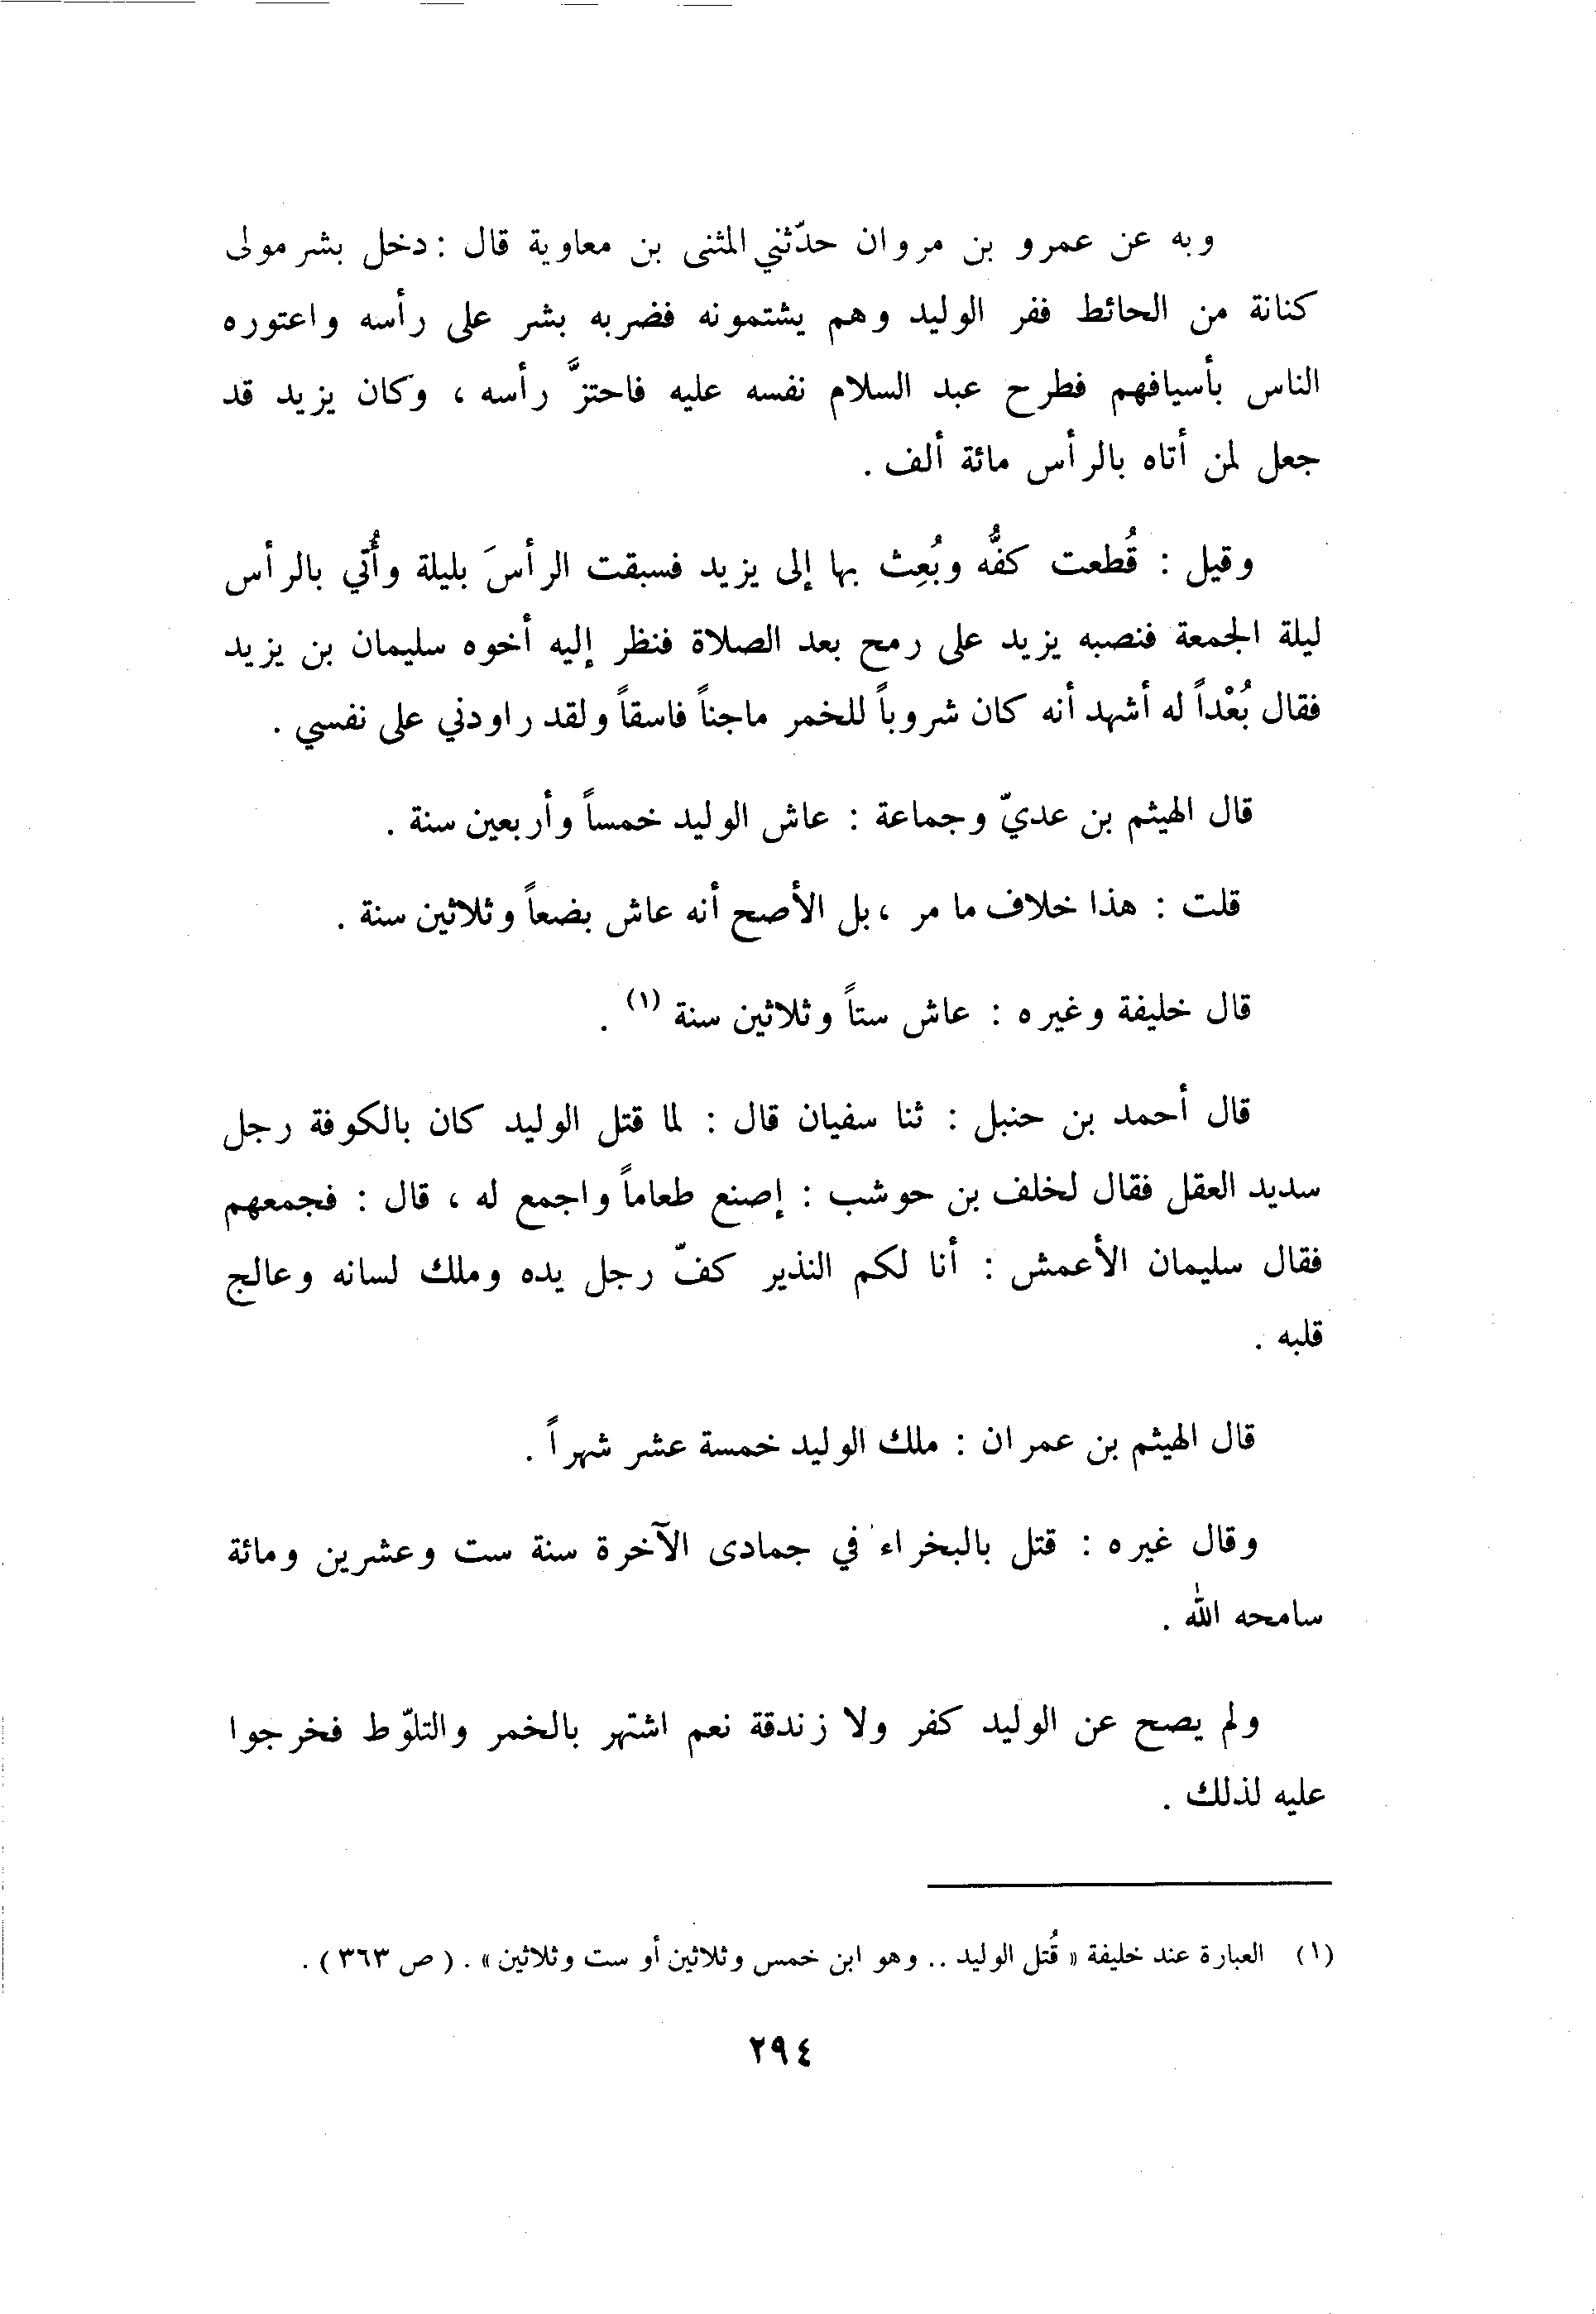 وبه عن عمرو بن مروان حدّثني المثنى بن معاوية قال : دخل بشر مولى
كنانة من الحائط ففر الوليد وهم يشتمونه فضربه بشر على رأسه واعتوره
الناس بأسيافهم فطرح عبد السلام نفسه عليه فاحتزَّ رأسه ، وكان يزيد قد
جعل لمن أتاه بالرأس مائة ألف .
وقيل : قُطعت كفُّه وبُعِث بها إلى يزيد فسبقت الرأسَ بليلة وأُتي بالرأس
ليلة الجمعة فنصبه يزيد على رمح بعد الصلاة فنظر إليه أخوه سليمان بن يزيد
فقال بُعْداً له أشهد أنه كان شروباً للخمر ماجناً فاسقاً ولقد راودني على نفسي .
قال الهيثم بن عديّ وجماعة : عاش الوليد خمساً وأربعين سنة .
قلت : هذا خلاف ما مر ، بل الأصح أنه عاش بضعاً وثلاثين سنة .
قال خليفة وغيره : عاش ستاً وثلاثين سنة (١) .
قال أحمد بن حنبل : ثنا سفيان قال : لما قتل الوليد كان بالكوفة رجل
سديد العقل فقال لخلف بن حوشب : إصنع طعاماً واجمع له ، قال : فجمعهم
فقال سليمان الأعمش : أنا لكم النذير كفّ رجل يده وملك لسانه وعالج
قلبه .
قال الهيثم بن عمران : ملك الوليد خمسة عشر شهراً .
وقال غيره : قتل بالبخراء في جمادى الآخرة سنة ست وعشرين ومائة
سامحه الله .
ولم يصح عن الوليد كفر ولا زندقة نعم اشتهر بالخمر والتلوّط فخرجوا
عليه لذلك .
(١) العبارة عند خليفة « قُتل الوليد .. وهو ابن خمس وثلاثين أو ست وثلاثين » . ( ص ٣٦٣ ) .
٢٩٤